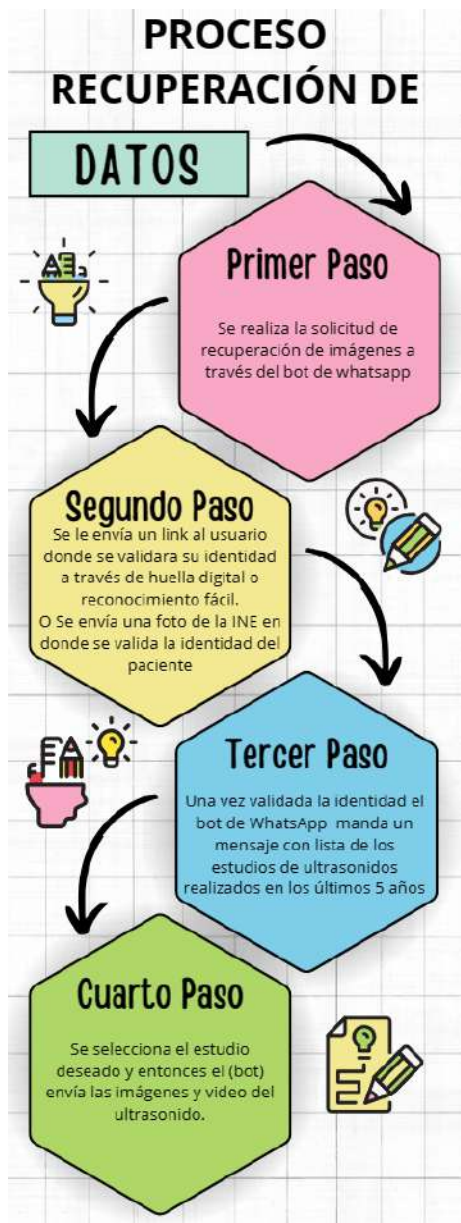 PROCESO
RECUPERACIÓN DE
DATOS
Primer Paso
Se realiza la solicitud de
recuperación de imágenes a
través del bot de whatsapp
Segundo Paso
Se le envía un link al usuario
donde se validara su identidad
a través de huella digital o
reconocimiento fácil.
O Se envía una foto de la INE en
donde se valida la identidad del
paciente
Tercer Paso
Una vez validada la identidad el
bot de WhatsApp manda un
mensaje con lista de los
estudios de ultrasonidos
realizados en los últimos 5 años
Cuarto Paso
Se selecciona el estudio
deseado y entonces el (bot)
envía las imágenes y video del
ultrasonido.